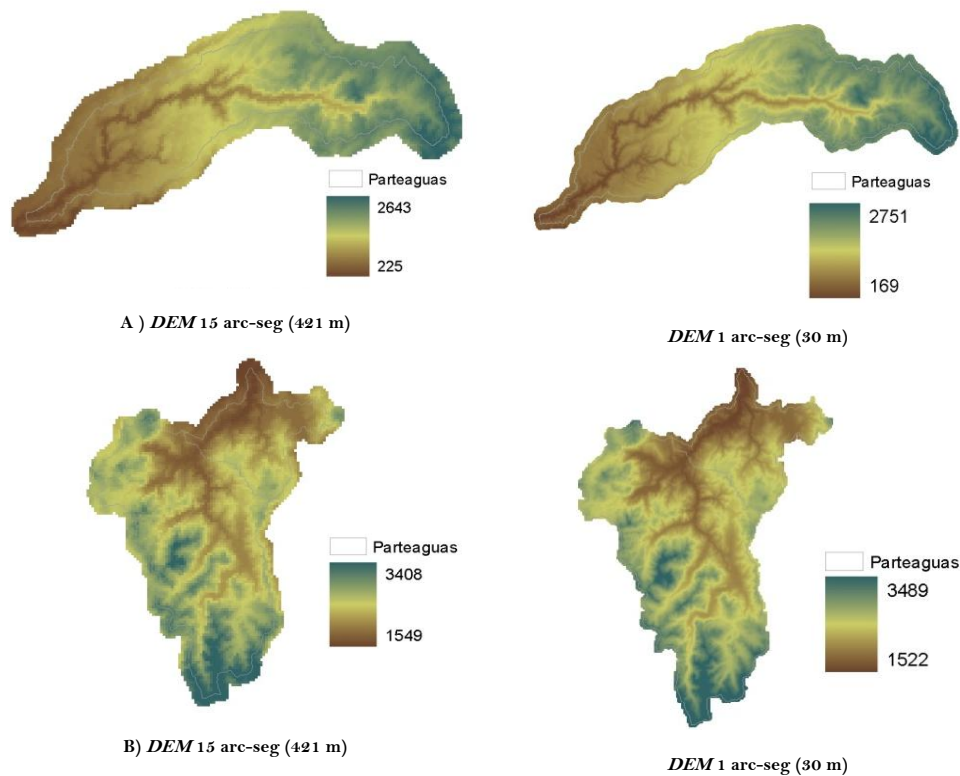 Parteaguas
2643
225
A ) DEM 15 arc-seg (421 m)
Parteaguas
2751
169
DEM 1 arc-seg (30 m)
Parteaguas
3408
1549
B) DEM 15 arc-seg (421 m)
Parteaguas
3489
1522
DEM 1 arc-seg (30 m)